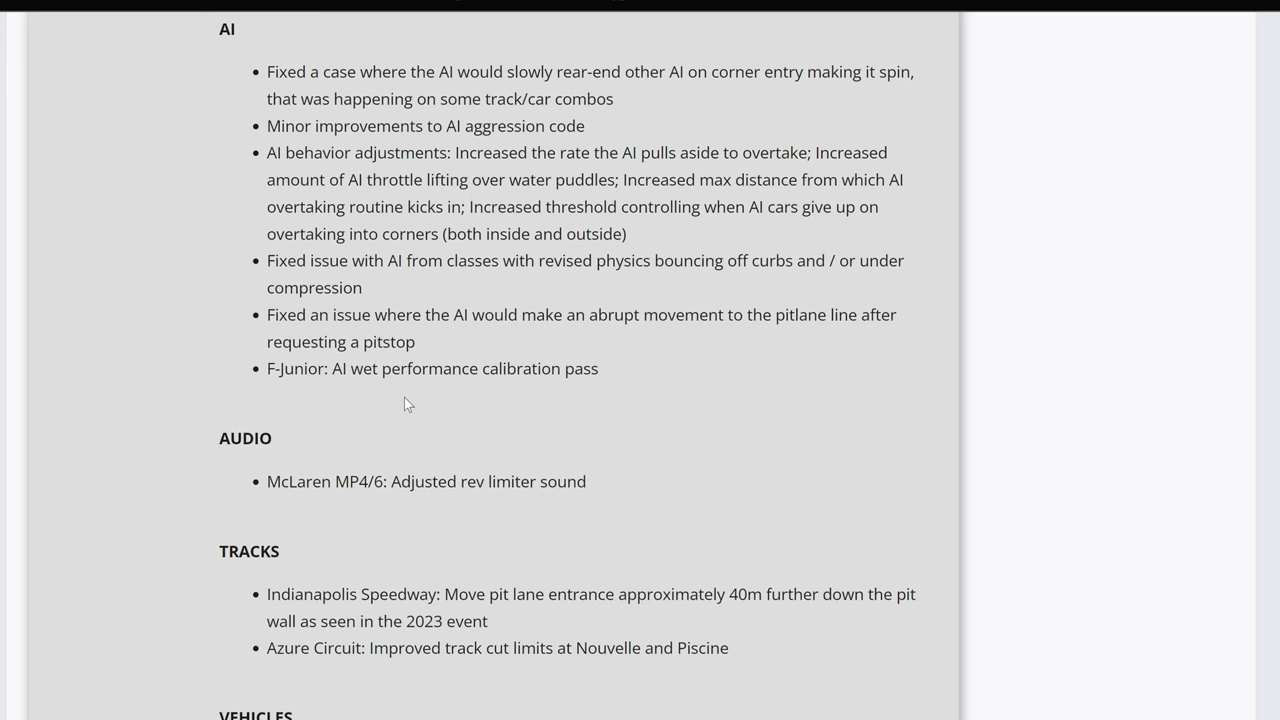 AI
• Fixed a case where the AI would slowly rear-end other AI on corner entry making it spin,
that was happening on some track/car combos
• Minor improvements to AI aggression code
• AI behavior adjustments: Increased the rate the AI pulls aside to overtake; Increased
amount of AI throttle lifting over water puddles; Increased max distance from which AI
overtaking routine kicks in; Increased threshold controlling when AI cars give up on
overtaking into corners (both inside and outside)
• Fixed issue with AI from classes with revised physics bouncing off curbs and / or under
compression
• Fixed an issue where the AI would make an abrupt movement to the pitlane line after
requesting a pitstop
• F-Junior: AI wet performance calibration pass
AUDIO
• McLaren MP4/6: Adjusted rev limiter sound
TRACKS
• Indianapolis Speedway: Move pit lane entrance approximately 40m further down the pit
wall as seen in the 2023 event
• Azure Circuit: Improved track cut limits at Nouvelle and Piscine
VEHICLES